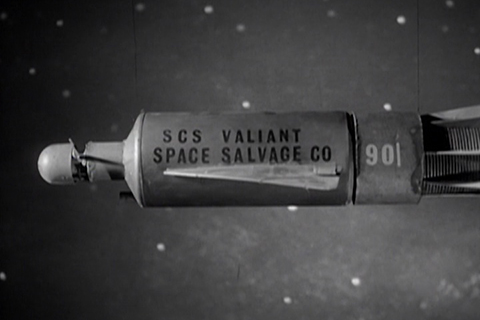 SCS VALIANT
SPACE SALVAGE CO
901